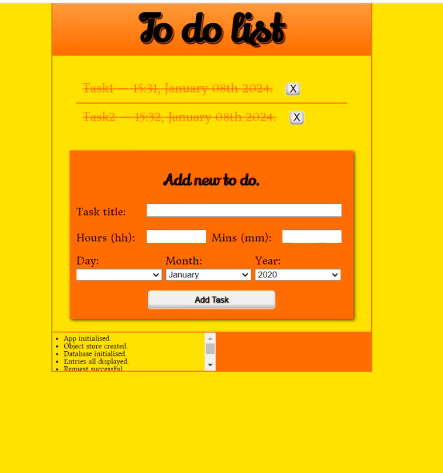 To do list
Task1 — 15:31, January 08th 2024. X
Task2 — 15:32, January 08th 2024. X
Add new to do.
Task title:
Hours (hh): Mins (mm):
Day: Month: Year:
January 2020
Add Task
App initialised.
Object store created.
Database initialised.
Entries all displayed.
Request successful